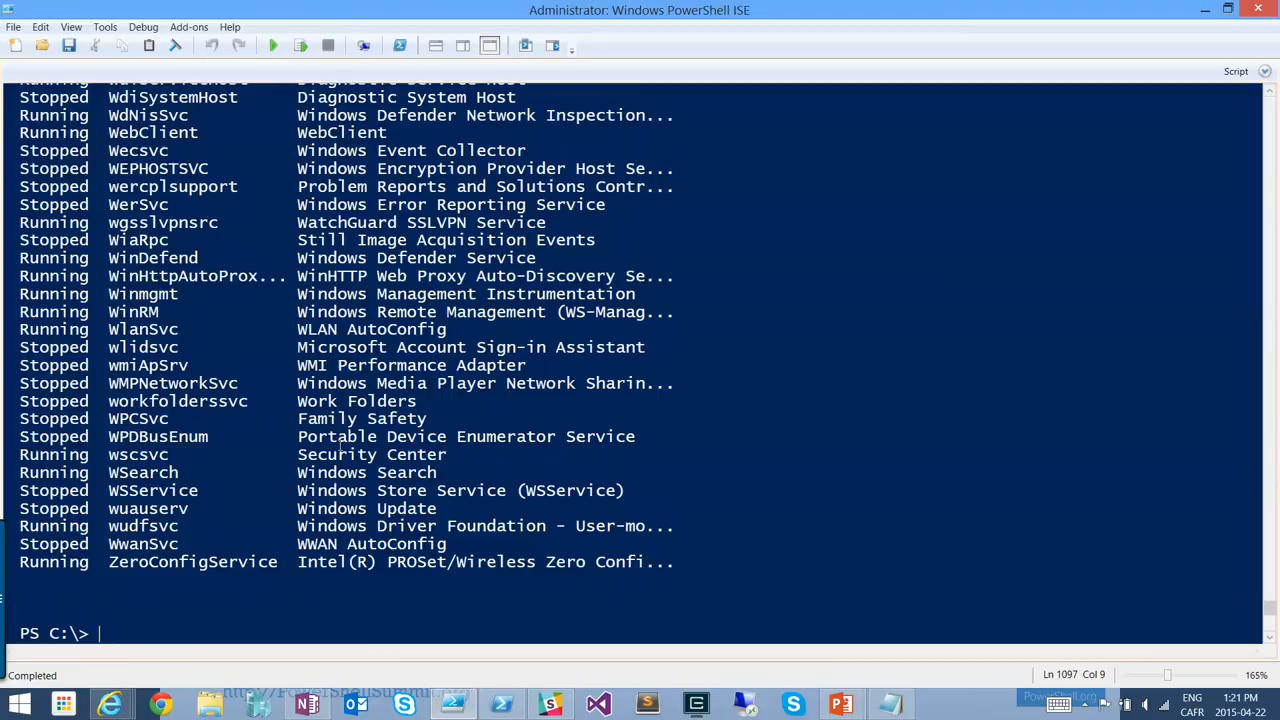 Administrator: Windows PowerShell ISE
File Edit View Tools Debug Add-ons Help
Script
Stopped WdiSystemHost Diagnostic System Host
Running WdNisSvc Windows Defender Network Inspection...
Running WebClient WebClient
Stopped Wecsvc Windows Event Collector
Stopped WEPHOSTSVC Windows Encryption Provider Host Se...
Stopped wercplsupport Problem Reports and Solutions Contr...
Stopped WerSvc Windows Error Reporting Service
Running wgsslvpnsrc WatchGuard SSLVPN Service
Stopped WiaRpc Still Image Acquisition Events
Running WinDefend Windows Defender Service
Running WinHttpAutoProx... WinHTTP Web Proxy Auto-Discovery Se...
Running Winmgmt Windows Management Instrumentation
Running WinRM Windows Remote Management (WS-Manag...
Running WlanSvc WLAN AutoConfig
Stopped wlidsvc Microsoft Account Sign-in Assistant
Stopped wmiApSrv WMI Performance Adapter
Stopped WMPNetworkSvc Windows Media Player Network Sharin...
Stopped workfolderssvc Work Folders
Stopped WPCSvc Family Safety
Stopped WPDBusEnum Portable Device Enumerator Service
Running wscsvc Security Center
Running WSearch Windows Search
Stopped WSService Windows Store Service (WSService)
Stopped wuauserv Windows Update
Running wudfsvc Windows Driver Foundation - User-mo...
Stopped WwanSvc WWAN AutoConfig
Running ZeroConfigService Intel(R) PROSet/Wireless Zero Confi...
PS C:\>
Completed
Ln 1097 Col 9
165%
PowerShell.org
ENG
CAFR
1:21 PM
2015-04-22